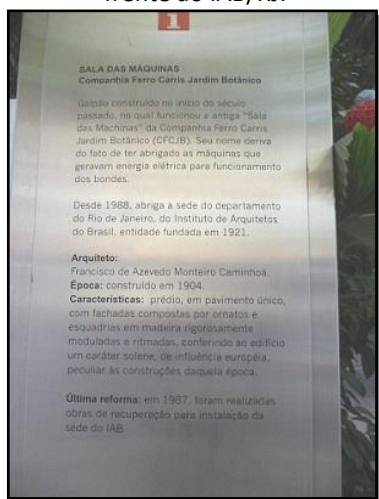 frente ao IAB/RJ.
1
SALA DAS MÁQUINAS
Companhia Ferro Carris Jardim Botânico
Galpão construído no início do século
passado, no qual funcionou a antiga "Sala
das Machinas" da Companhia Ferro Carris
Jardim Botânico (CFCJB). Seu nome deriva
do fato de ter abrigado as máquinas que
geravam energia elétrica para funcionamento
dos bondes.
Desde 1988, abriga a sede do departamento
do Rio de Janeiro, do Instituto de Arquitetos
do Brasil, entidade fundada em 1921.
Arquiteto:
Francisco de Azevedo Monteiro Caminhoá.
Época: construído em 1904.
Características: prédio, em pavimento único,
com fachadas compostas por ornatos e
esquadrias em madeira rigorosamente
moduladas e ritmadas, conferindo ao edifício
um caráter solene, de influência européia,
peculiar às construções daquela época.
Última reforma: em 1987, foram realizadas
obras de recuperação para instalação da
sede do IAB.